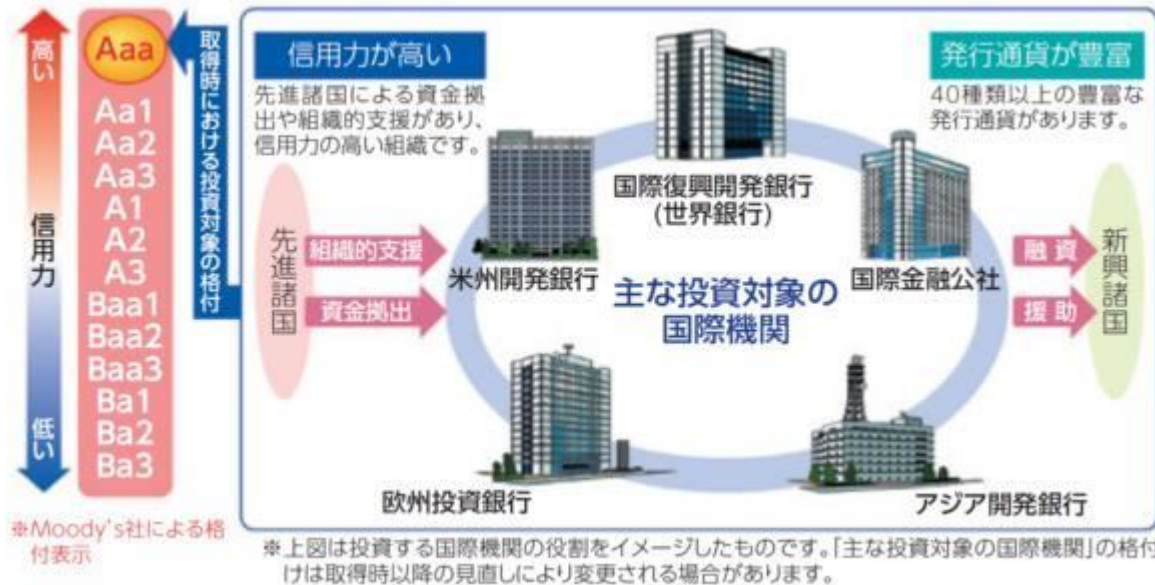 高い
信用力
低い
Aaa
Aa1
Aa2
Aa3
A1
A2
A3
Baa1
Baa2
Baa3
Ba1
Ba2
Ba3
※Moody's社による格
付表示
取得時における投資対象の格付
信用力が高い
先進諸国による資金拠
出や組織的支援があり、
信用力の高い組織です。
発行通貨が豊富
40種類以上の豊富な
発行通貨があります。
先進諸国
組織的支援
資金拠出
国際復興開発銀行
(世界銀行)
米州開発銀行
国際金融公社
主な投資対象の
国際機関
欧州投資銀行
アジア開発銀行
融資
援助
新興諸国
※上図は投資する国際機関の役割をイメージしたものです。「主な投資対象の国際機関」の格付
けは取得時以降の見直しにより変更される場合があります。